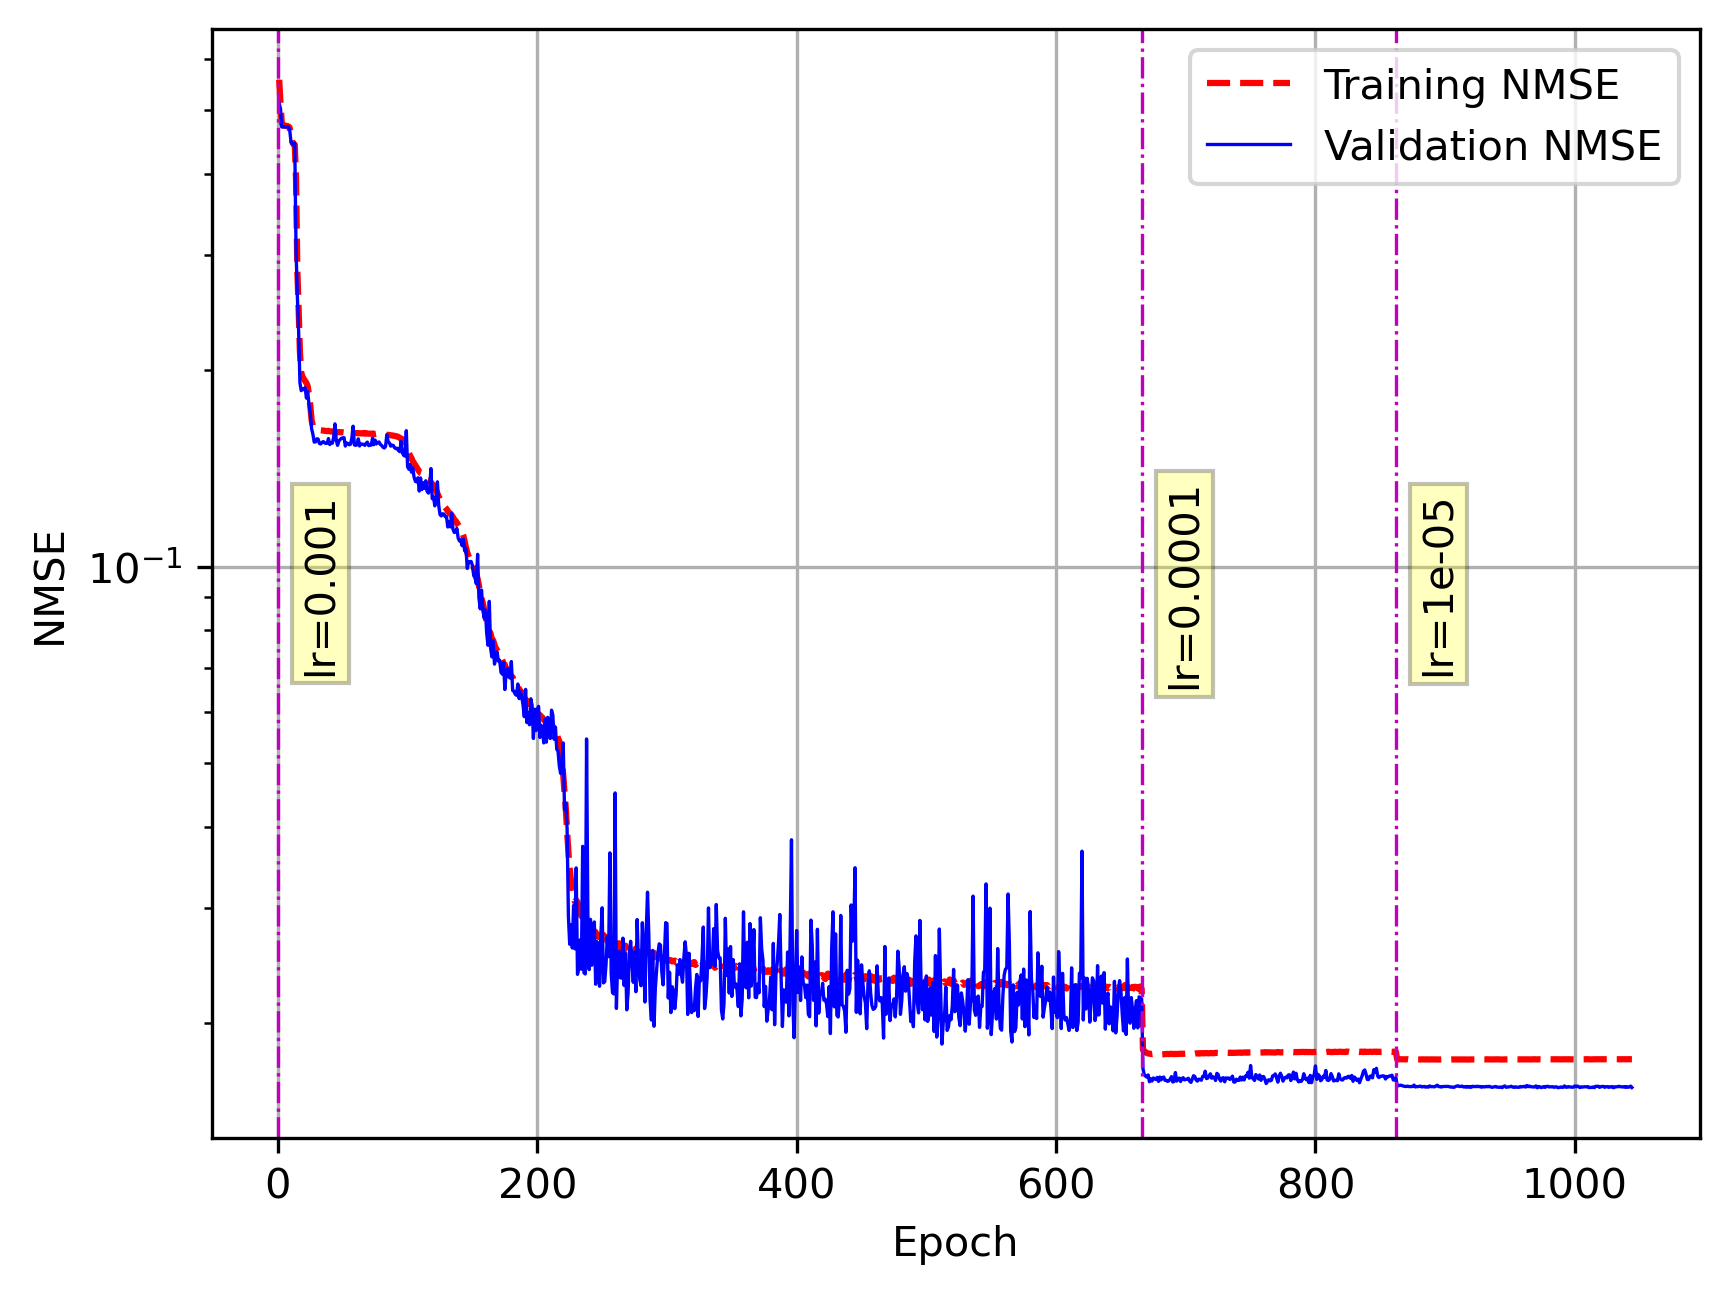 Training NMSE
Validation NMSE
NMSE
10⁻¹
lr=0.001
lr=0.0001
lr=1e-05
0 200 400 600 800 1000
Epoch